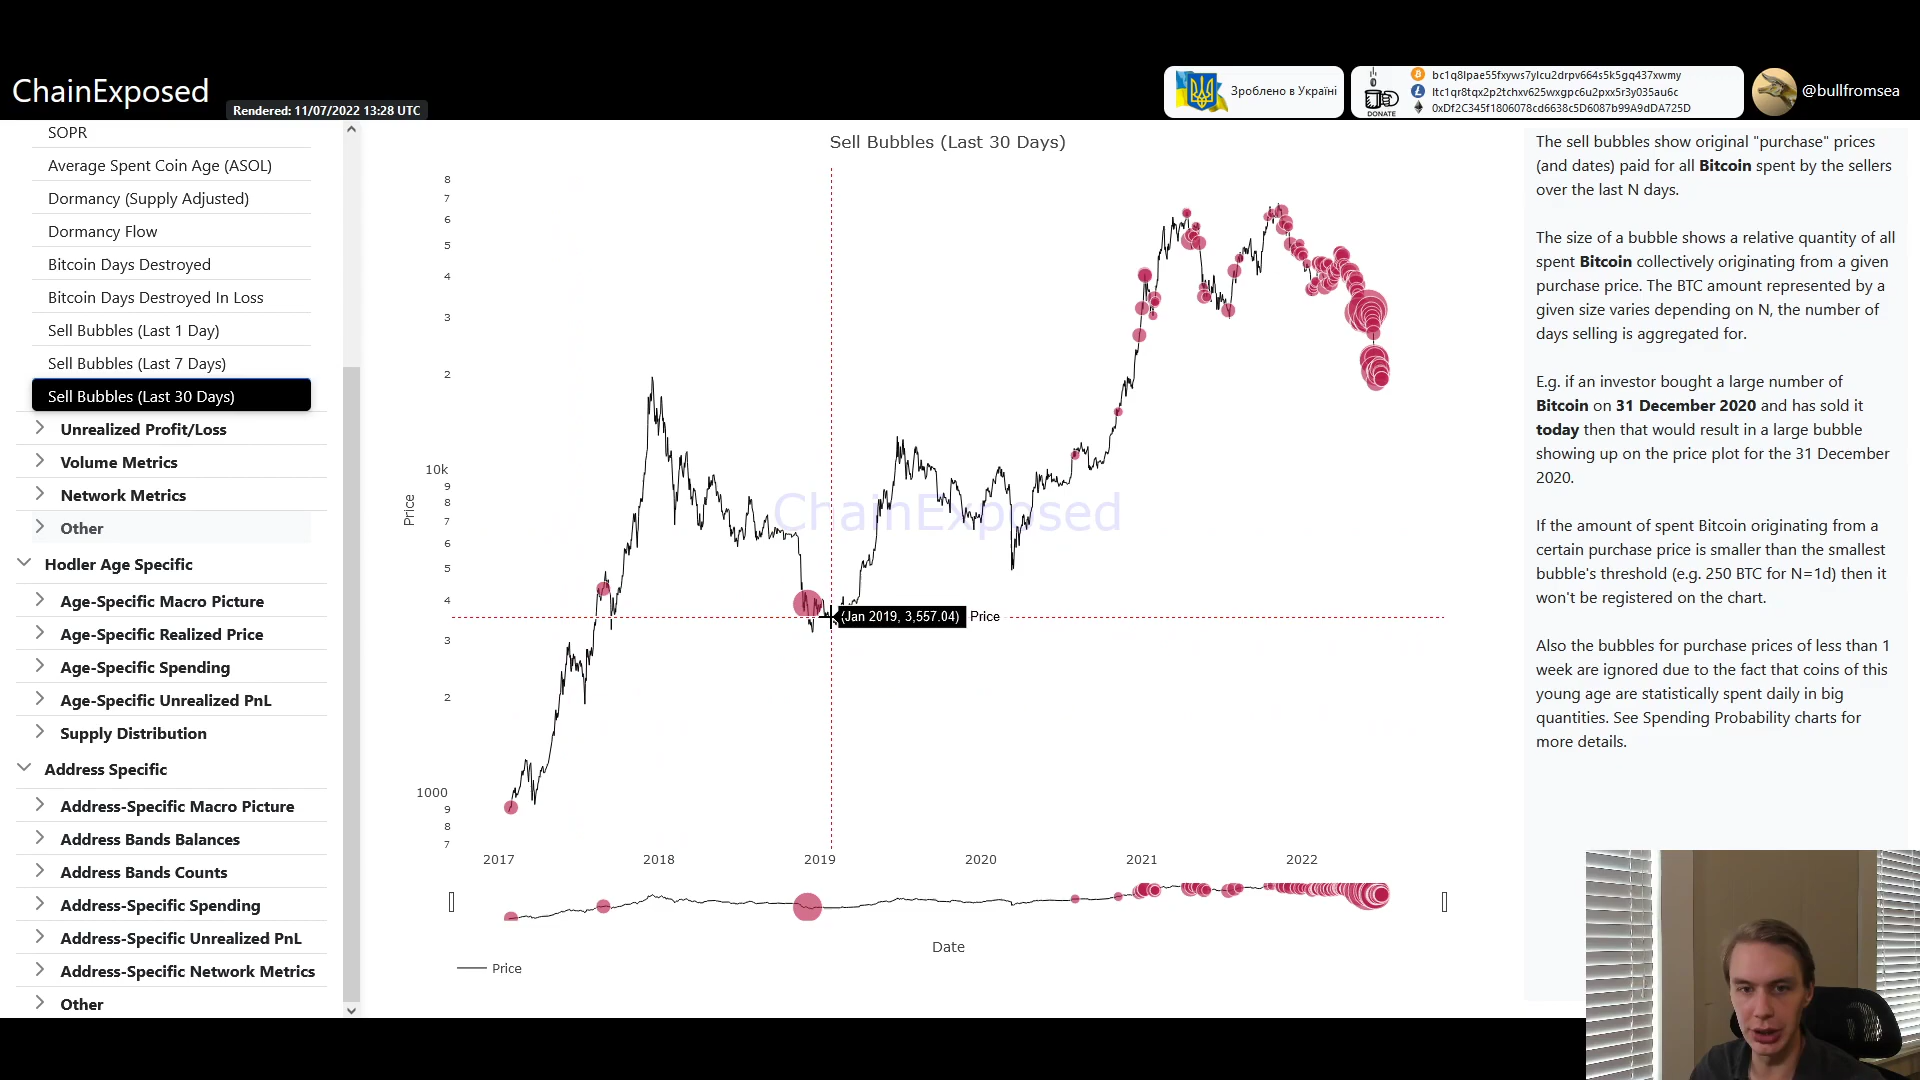 ChainExposed
Rendered: 11/07/2022 13:28 UTC
Зроблено в Україні
DONATE
bc1q8lpae55fxyws7ylcu2drpv664s5k5gq437xwmy
ltc1qr8tqx2p2tchxv625wxgpc6u2pxx5r3y035au6c
0xDf2C345f1806078cd6638c5D6087b99A9dDA725D
@bullfromsea
SOPR
Average Spent Coin Age (ASOL)
Dormancy (Supply Adjusted)
Dormancy Flow
Bitcoin Days Destroyed
Bitcoin Days Destroyed In Loss
Sell Bubbles (Last 1 Day)
Sell Bubbles (Last 7 Days)
Sell Bubbles (Last 30 Days)
Unrealized Profit/Loss
Volume Metrics
Network Metrics
Other
Hodler Age Specific
Age-Specific Macro Picture
Age-Specific Realized Price
Age-Specific Spending
Age-Specific Unrealized PnL
Supply Distribution
Address Specific
Address-Specific Macro Picture
Address Bands Balances
Address Bands Counts
Address-Specific Spending
Address-Specific Unrealized PnL
Address-Specific Network Metrics
Other
Sell Bubbles (Last 30 Days)
8
7
6
5
4
3
2
10k
9
8
7
6
5
4
3
2
1000
9
8
7
Price
ChainExposed
(Jan 2019, 3,557.04) Price
2017 2018 2019 2020 2021 2022
Date
Price
The sell bubbles show original "purchase" prices
(and dates) paid for all Bitcoin spent by the sellers
over the last N days.
The size of a bubble shows a relative quantity of all
spent Bitcoin collectively originating from a given
purchase price. The BTC amount represented by a
given size varies depending on N, the number of
days selling is aggregated for.
E.g. if an investor bought a large number of
Bitcoin on 31 December 2020 and has sold it
today then that would result in a large bubble
showing up on the price plot for the 31 December
2020.
If the amount of spent Bitcoin originating from a
certain purchase price is smaller than the smallest
bubble's threshold (e.g. 250 BTC for N=1d) then it
won't be registered on the chart.
Also the bubbles for purchase prices of less than 1
week are ignored due to the fact that coins of this
young age are statistically spent daily in big
quantities. See Spending Probability charts for
more details.